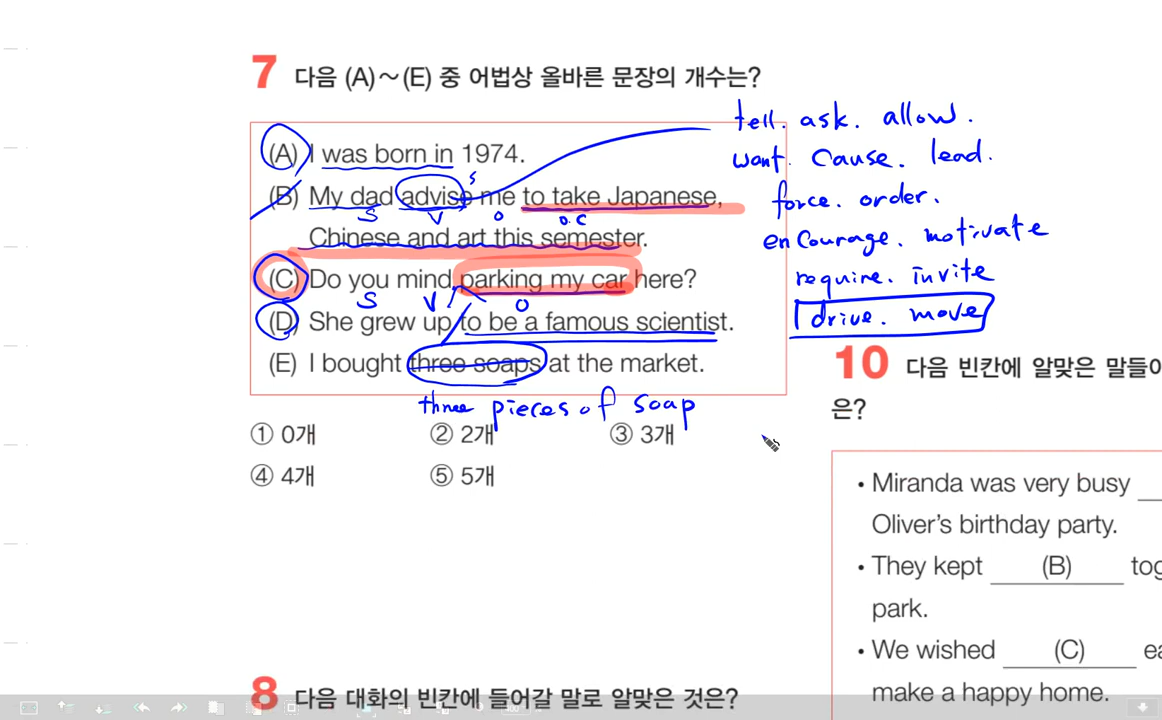 7 다음 (A)~(E) 중 어법상 올바른 문장의 개수는?
tell. ask. allow.
want. cause. lead.
force. order.
encourage. motivate
require. invite
drive. move
(A) I was born in 1974.
s
(B) My dad advise me to take Japanese,
S V O O.C
Chinese and art this semester.
(C) Do you mind parking my car here?
S V O
(D) She grew up to be a famous scientist.
(E) I bought three soaps at the market.
three pieces of soap
① 0개 ② 2개 ③ 3개
④ 4개 ⑤ 5개
8 다음 대화의 빈칸에 들어갈 말로 알맞은 것은?
10 다음 빈칸에 알맞은 말들이
은?
• Miranda was very busy
Oliver's birthday party.
• They kept (B) tog
park.
• We wished (C) ea
make a happy home.